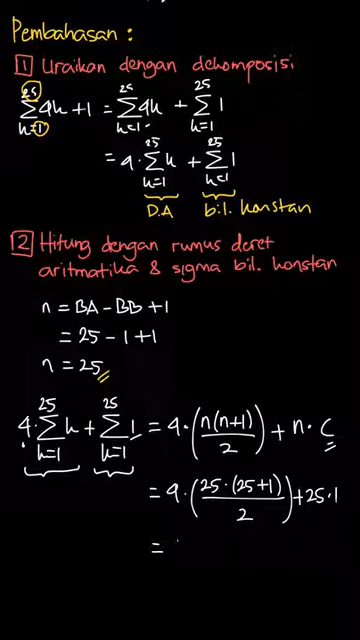 Pembahasan :
1 Uraikan dengan dekomposisi
25 ∑ k=1 4k + 1 = 25 ∑ k=1 4k + 25 ∑ k=1 1
= 4 · 25 ∑ k=1 k + 25 ∑ k=1 1
D.A bil. konstan
2 Hitung dengan rumus deret
aritmatika & sigma bil. konstan
n = BA - BB + 1
= 25 - 1 + 1
n = 25
4 · 25 ∑ k=1 k + 25 ∑ k=1 1 = 4 · (n(n+1)/2) + n · C
= 4 · (25 · (25+1)/2) + 25 · 1
=